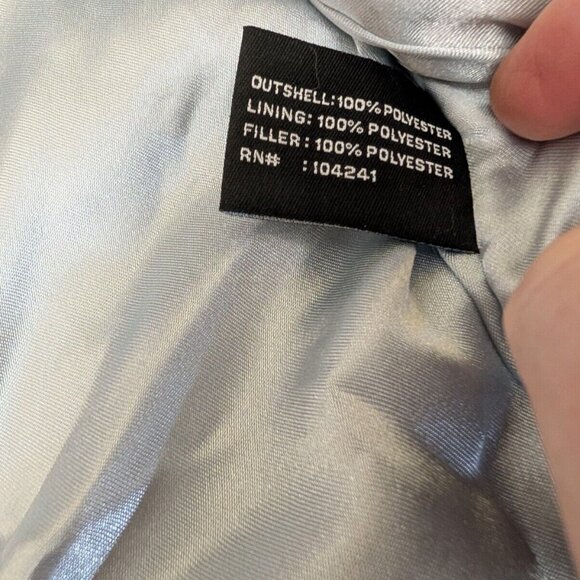 OUTSHELL: 100% POLYESTER
LINING: 100% POLYESTER
FILLER: 100% POLYESTER
RN# : 104241